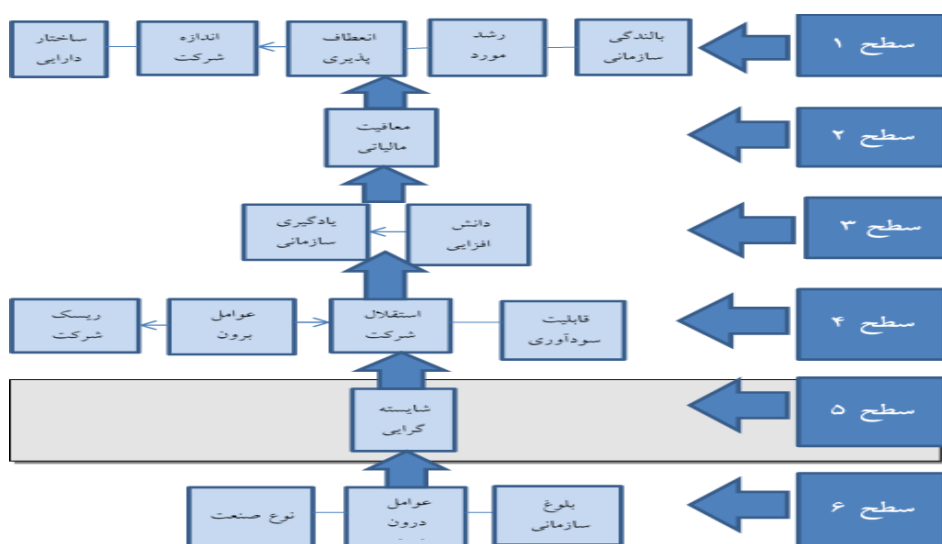 سطح ۱
بالندگی
سازمانی
رشد
مورد
انعطاف
پذیری
اندازه
شرکت
ساختار
دارایی
سطح ۲
معافیت
مالیاتی
سطح ۳
دانش
افزایی
یادگیری
سازمانی
سطح ۴
قابلیت
سودآوری
استقلال
شرکت
عوامل
برون
ریسک
شرکت
سطح ۵
شایسته
گرایی
سطح ۶
بلوغ
سازمانی
عوامل
درون
نوع صنعت